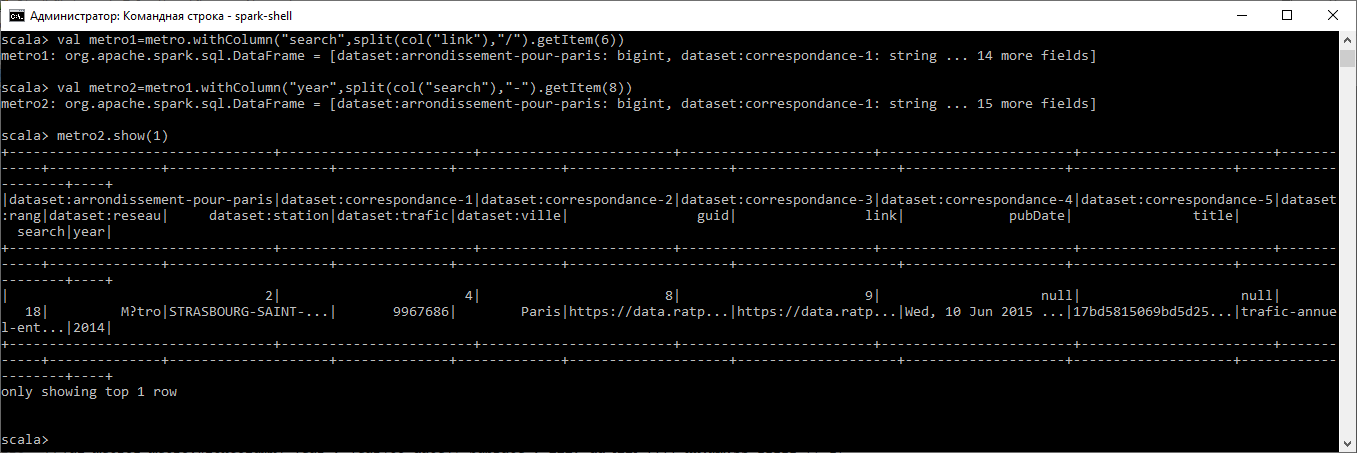 Администратор: Командная строка - spark-shell
scala> val metro1=metro.withColumn("search",split(col("link"),"/").getItem(6))
metro1: org.apache.spark.sql.DataFrame = [dataset:arrondissement-pour-paris: bigint, dataset:correspondance-1: string ... 14 more fields]
scala> val metro2=metro1.withColumn("year",split(col("search"),"-").getItem(8))
metro2: org.apache.spark.sql.DataFrame = [dataset:arrondissement-pour-paris: bigint, dataset:correspondance-1: string ... 15 more fields]
scala> metro2.show(1)
+---------------------------------+------------------------+------------------------+------------------------+------------------------+------------------------+-------
-----+--------------+--------------------+--------------+-------------+--------------------+--------------------+--------------------+--------------------+------------
--------+----+
|dataset:arrondissement-pour-paris|dataset:correspondance-1|dataset:correspondance-2|dataset:correspondance-3|dataset:correspondance-4|dataset:correspondance-5|dataset
:rang|dataset:reseau|     dataset:station|dataset:trafic|dataset:ville|                guid|                link|             pubDate|               title|            
  search|year|
+---------------------------------+------------------------+------------------------+------------------------+------------------------+------------------------+-------
-----+--------------+--------------------+--------------+-------------+--------------------+--------------------+--------------------+--------------------+------------
--------+----+
|                                2|                       4|                       8|                       9|                    null|                    null|
   18|         M?tro|STRASBOURG-SAINT-...|       9967686|        Paris|https://data.ratp...|https://data.ratp...|Wed, 10 Jun 2015 ...|17bd5815069bd5d25...|trafic-annue
l-ent...|2014|
+---------------------------------+------------------------+------------------------+------------------------+------------------------+------------------------+-------
-----+--------------+--------------------+--------------+-------------+--------------------+--------------------+--------------------+--------------------+------------
--------+----+
only showing top 1 row
scala>